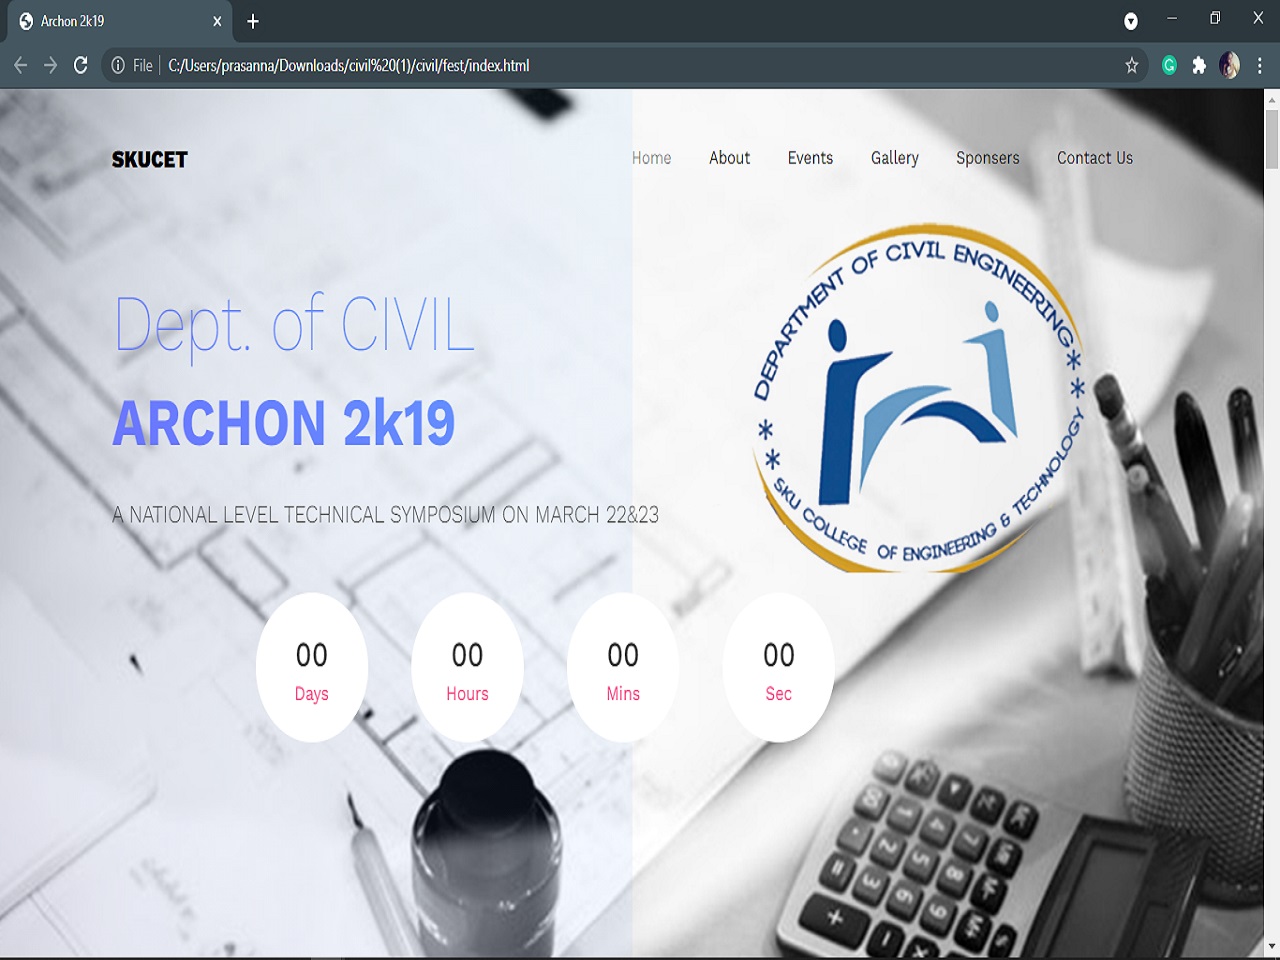 Archon 2k19
File
C:/Users/prasanna/Downloads/civil%20(1)/civil/fest/index.html
SKUCET
Home About Events Gallery Sponsers Contact Us
Dept. of CIVIL
ARCHON 2k19
A NATIONAL LEVEL TECHNICAL SYMPOSIUM ON MARCH 22&23
DEPARTMENT OF CIVIL ENGINEERING
** SKU COLLEGE OF ENGINEERING & TECHNOLOGY **
00 00 00 00
Days Hours Mins Sec